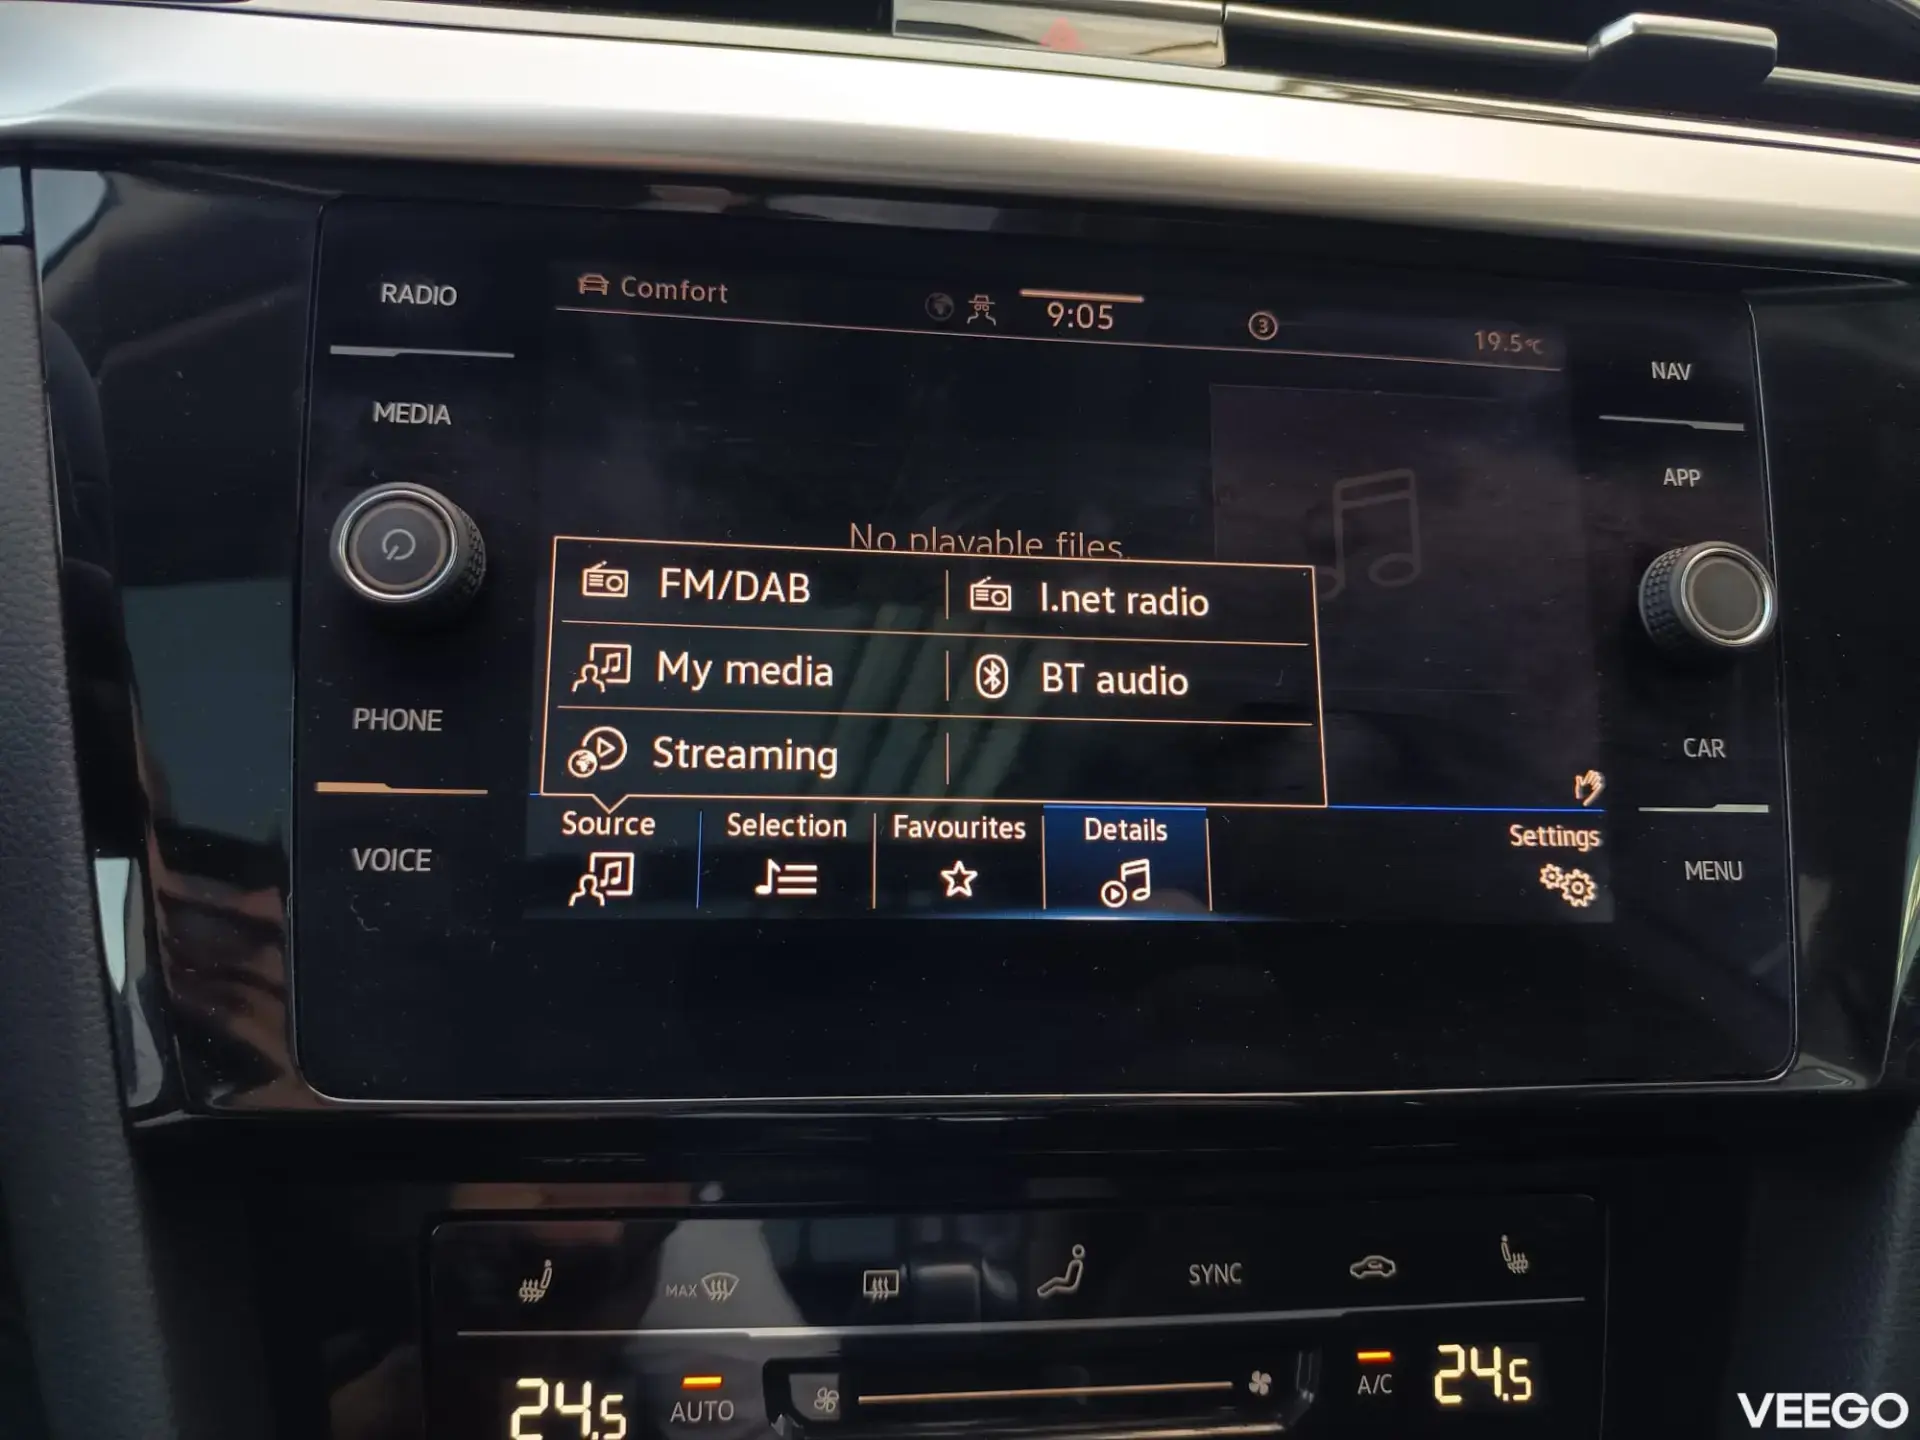 RADIO
MEDIA
PHONE
VOICE
Comfort
9:05
3
19.5°C
No playable files.
FM/DAB
I.net radio
My media
BT audio
Streaming
Source
Selection
Favourites
Details
Settings
NAV
APP
CAR
MENU
MAX
SYNC
24.5
AUTO
A/C
24.5
VEEGO